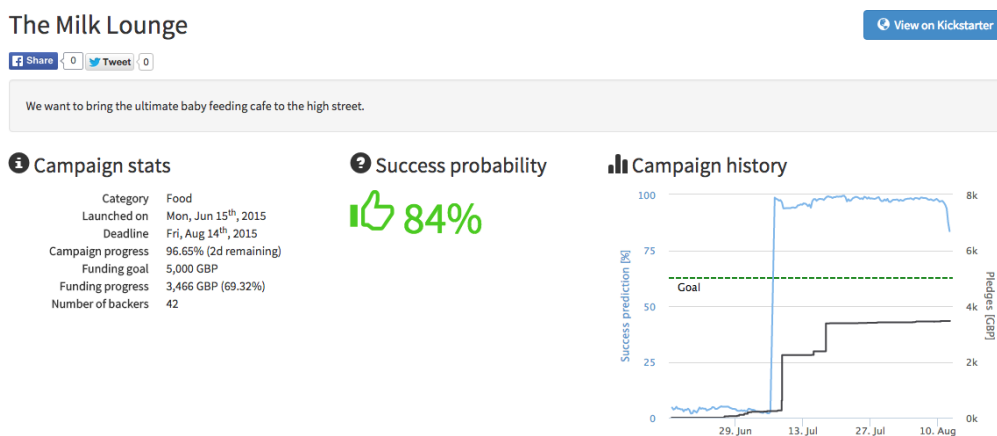 The Milk Lounge
View on Kickstarter
Share 0 Tweet 0
We want to bring the ultimate baby feeding cafe to the high street.
Campaign stats
Category Food
Launched on Mon, Jun 15th, 2015
Deadline Fri, Aug 14th, 2015
Campaign progress 96.65% (2d remaining)
Funding goal 5,000 GBP
Funding progress 3,466 GBP (69.32%)
Number of backers 42
Success probability
84%
Campaign history
Success prediction [%]
100
75
50
25
0
Goal
8k
6k
4k
2k
0k
Pledges [GBP]
29. Jun 13. Jul 27. Jul 10. Aug